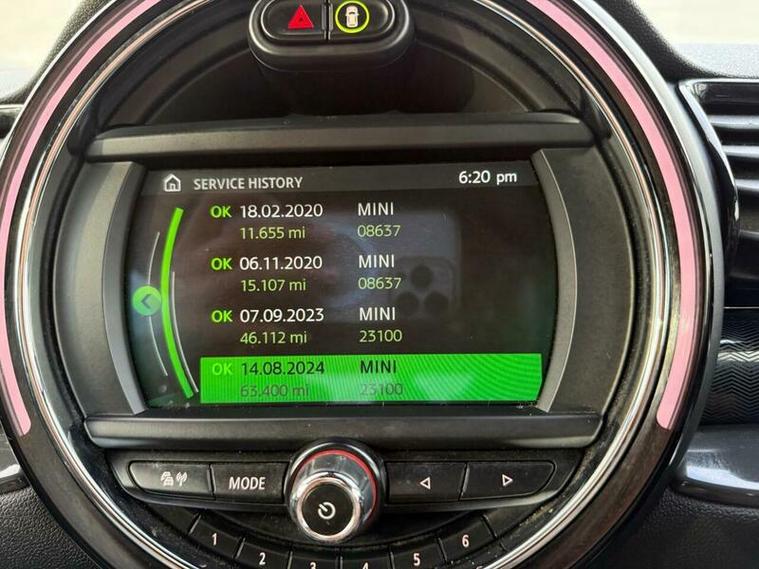 SERVICE HISTORY 6:20 pm
OK 18.02.2020 MINI
11.655 mi 08637
OK 06.11.2020 MINI
15.107 mi 08637
OK 07.09.2023 MINI
46.112 mi 23100
OK 14.08.2024 MINI
63.400 mi 23100
MODE
1 2 3 4 5 6